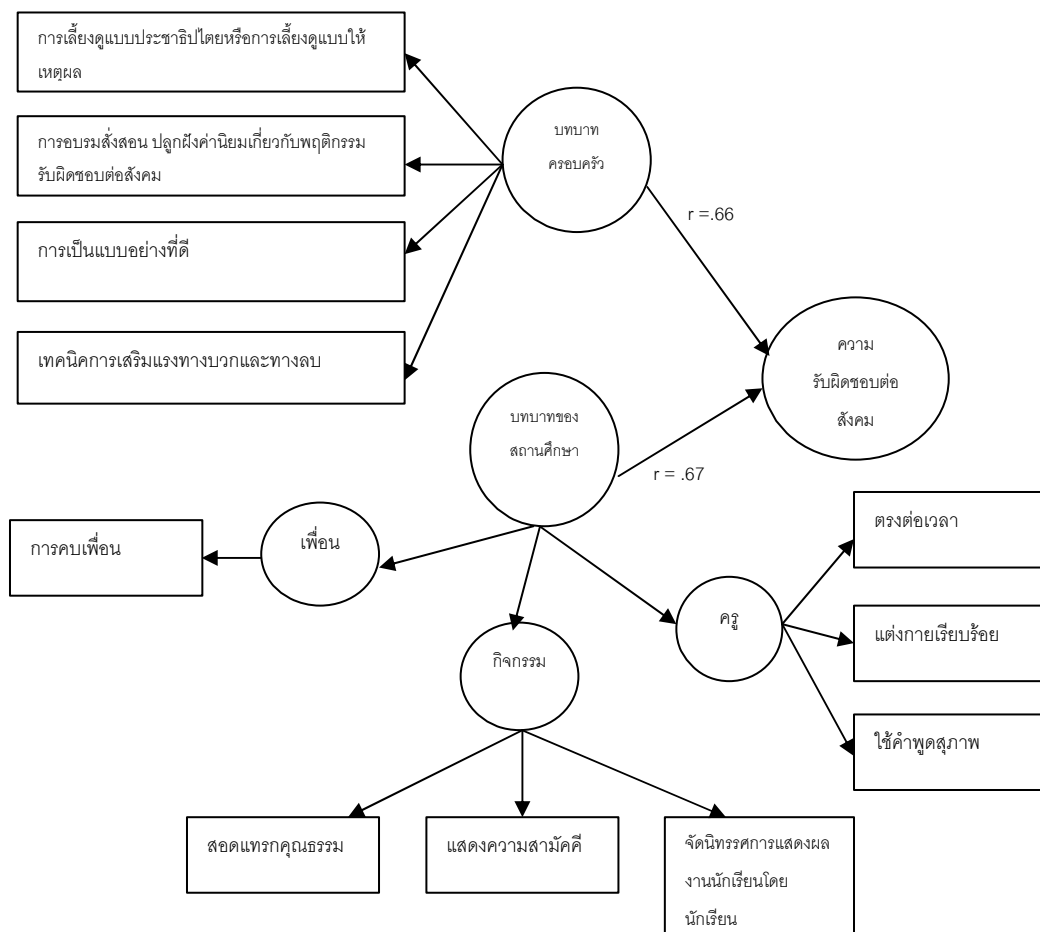 การเลี้ยงดูแบบประชาธิปไตยหรือการเลี้ยงดูแบบให้
เหตุผล
การอบรมสั่งสอน ปลูกฝังค่านิยมเกี่ยวกับพฤติกรรม
รับผิดชอบต่อสังคม
การเป็นแบบอย่างที่ดี
เทคนิคการเสริมแรงทางบวกและทางลบ
บทบาท
ครอบครัว
r =.66
ความ
รับผิดชอบต่อ
สังคม
บทบาทของ
สถานศึกษา
r = .67
เพื่อน
การคบเพื่อน
กิจกรรม
ครู
ตรงต่อเวลา
แต่งกายเรียบร้อย
ใช้คำพูดสุภาพ
สอดแทรกคุณธรรม
แสดงความสามัคคี
จัดนิทรรศการแสดงผล
งานนักเรียนโดย
นักเรียน